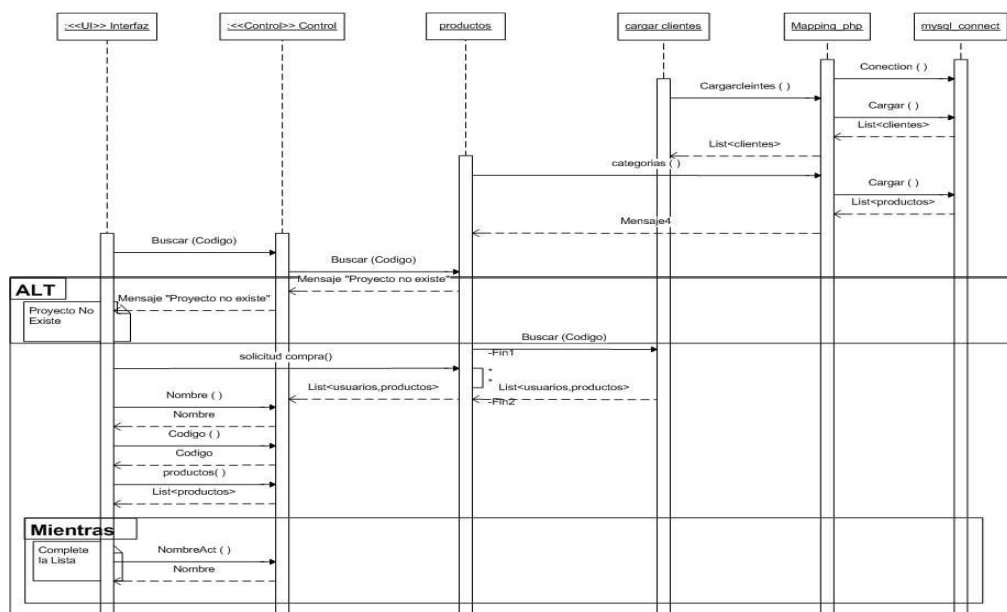 :<<UI>> Interfaz
:<<Control>> Control
productos
cargar clientes
Mapping_php
mysql_connect
Conection ( )
Cargarcleintes ( )
Cargar ( )
List<clientes>
List<clientes>
categorias ( )
Cargar ( )
List<productos>
Mensaje4
Buscar (Codigo)
Buscar (Codigo)
ALT
Mensaje "Proyecto no existe"
Mensaje "Proyecto no existe"
Proyecto No
Existe
Buscar (Codigo)
-Fin1
solicitud compra()
*
*
List<usuarios,productos>
List<usuarios,productos>
-Fin2
Nombre ( )
Nombre
Codigo ( )
Codigo
productos( )
List<productos>
Mientras
Complete
la Lista
NombreAct ( )
Nombre